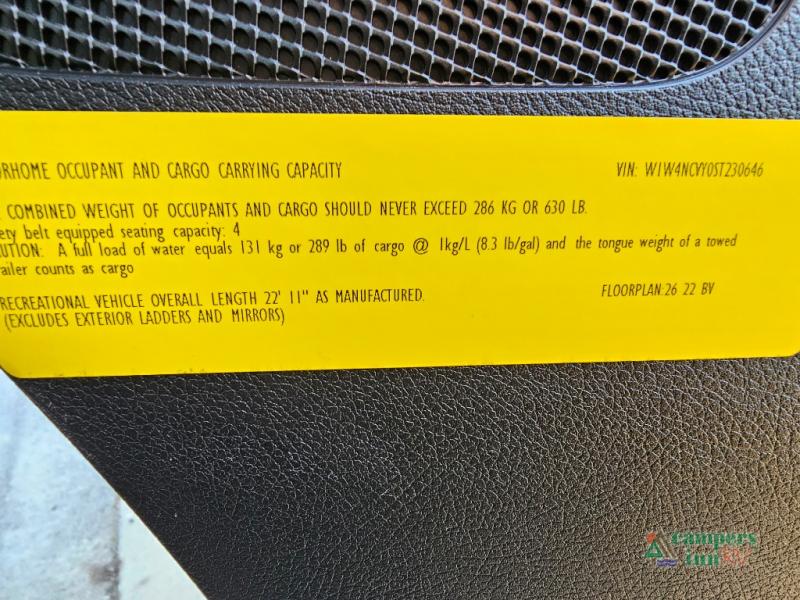 ORHOME OCCUPANT AND CARGO CARRYING CAPACITY
VIN: W1W4NCVY0ST230646
COMBINED WEIGHT OF OCCUPANTS AND CARGO SHOULD NEVER EXCEED 286 KG OR 630 LB.
ety belt equipped seating capacity: 4
UTION: A full load of water equals 131 kg or 289 lb of cargo @ 1kg/L (8.3 lb/gal) and the tongue weight of a towed
railer counts as cargo
RECREATIONAL VEHICLE OVERALL LENGTH 22' 11" AS MANUFACTURED.
(EXCLUDES EXTERIOR LADDERS AND MIRRORS)
FLOORPLAN:26 22 BV
campers
inn RV